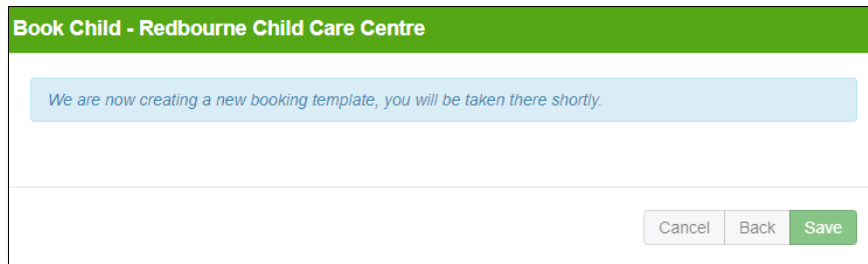 Book Child - Redbourne Child Care Centre
We are now creating a new booking template, you will be taken there shortly.
Cancel Back Save